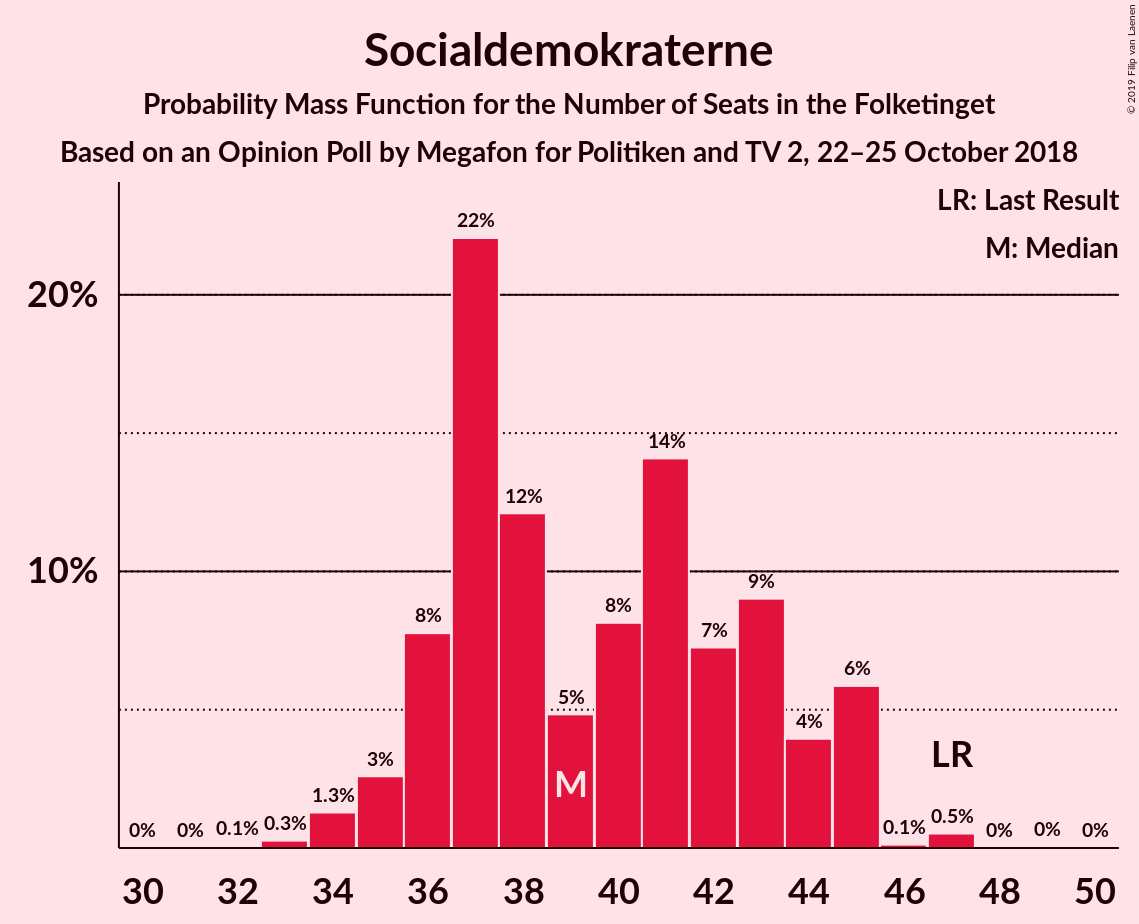 Socialdemokraterne
Probability Mass Function for the Number of Seats in the Folketinget
Based on an Opinion Poll by Megafon for Politiken and TV 2, 22–25 October 2018
© 2019 Filip van Laenen
LR: Last Result
M: Median
20%
10%
0%
0%
0.1%
0.3%
1.3%
3%
8%
22%
12%
5%
8%
14%
7%
9%
4%
6%
0.1%
0.5%
0%
0%
0%
M
LR
30 32 34 36 38 40 42 44 46 48 50